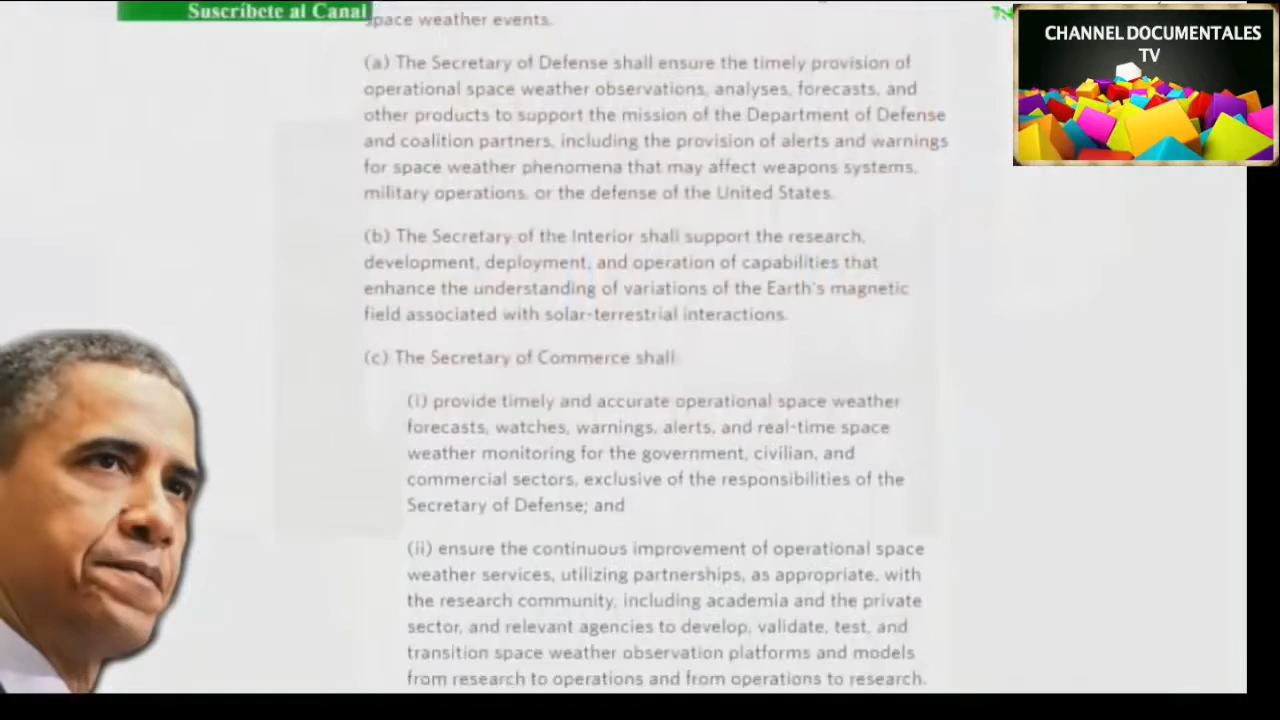 Suscríbete al Canal
CHANNEL DOCUMENTALES
TV
space weather events.
(a) The Secretary of Defense shall ensure the timely provision of
operational space weather observations, analyses, forecasts, and
other products to support the mission of the Department of Defense
and coalition partners, including the provision of alerts and warnings
for space weather phenomena that may affect weapons systems,
military operations, or the defense of the United States.
(b) The Secretary of the Interior shall support the research,
development, deployment, and operation of capabilities that
enhance the understanding of variations of the Earth's magnetic
field associated with solar-terrestrial interactions.
(c) The Secretary of Commerce shall
(i) provide timely and accurate operational space weather
forecasts, watches, warnings, alerts, and real-time space
weather monitoring for the government, civilian, and
commercial sectors, exclusive of the responsibilities of the
Secretary of Defense; and
(ii) ensure the continuous improvement of operational space
weather services, utilizing partnerships, as appropriate, with
the research community, including academia and the private
sector, and relevant agencies to develop, validate, test, and
transition space weather observation platforms and models
from research to operations and from operations to research.